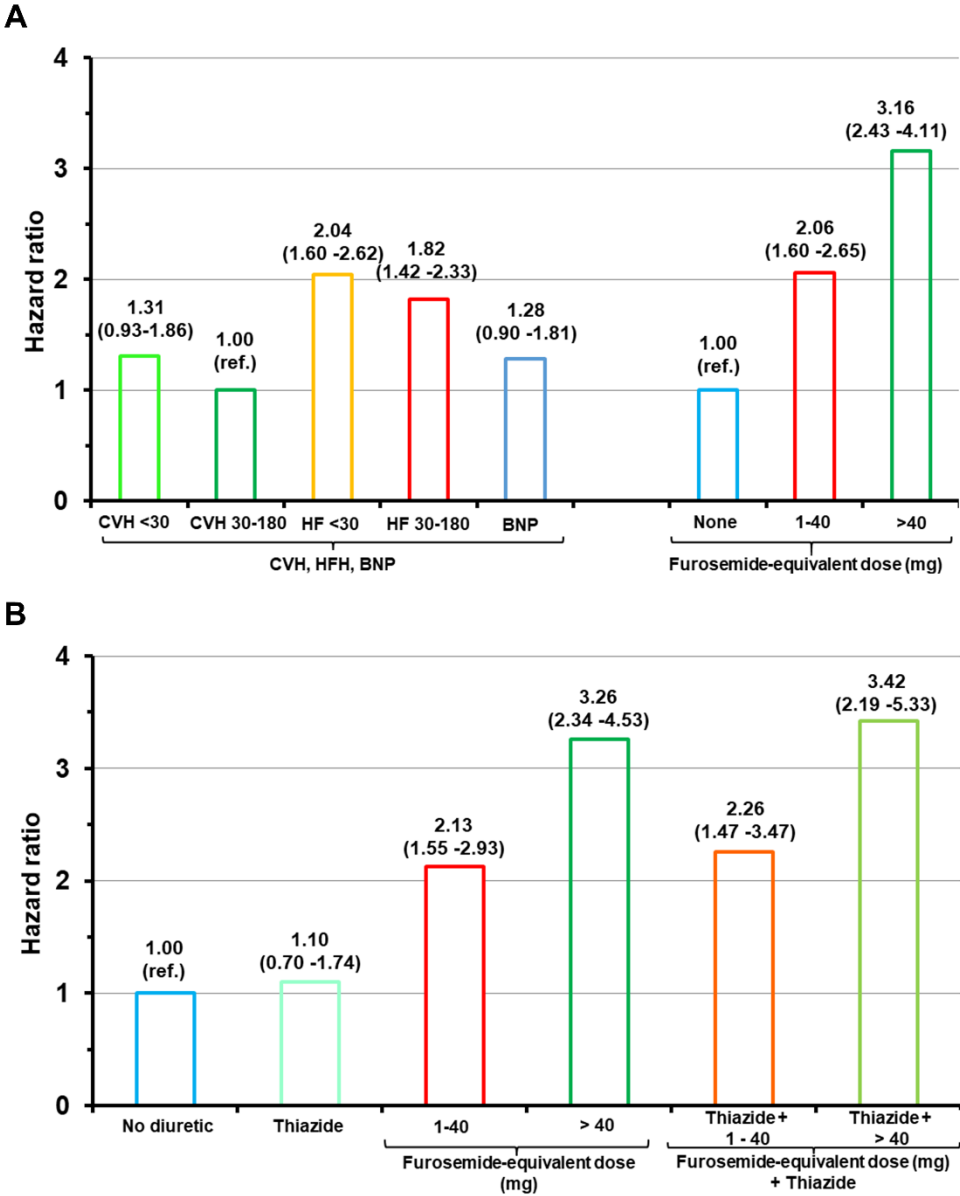 A
4
3.16
(2.43 -4.11)
3
2.04
(1.60 -2.62)
1.82
(1.42 -2.33)
2.06
(1.60 -2.65)
Hazard ratio
2
1.31
(0.93-1.86)
1.00
(ref.)
1.28
(0.90 -1.81)
1.00
(ref.)
1
0
CVH <30 CVH 30-180 HF <30 HF 30-180 BNP None 1-40 >40
CVH, HFH, BNP Furosemide-equivalent dose (mg)
B
4
3.26
(2.34 -4.53)
3.42
(2.19 -5.33)
3
2.13
(1.55 -2.93)
2.26
(1.47 -3.47)
Hazard ratio
2
1.00
(ref.)
1.10
(0.70 -1.74)
1
0
No diuretic Thiazide 1-40 > 40
Thiazide +
1 - 40
Thiazide +
> 40
Furosemide-equivalent dose
(mg)
Furosemide-equivalent dose (mg)
+ Thiazide